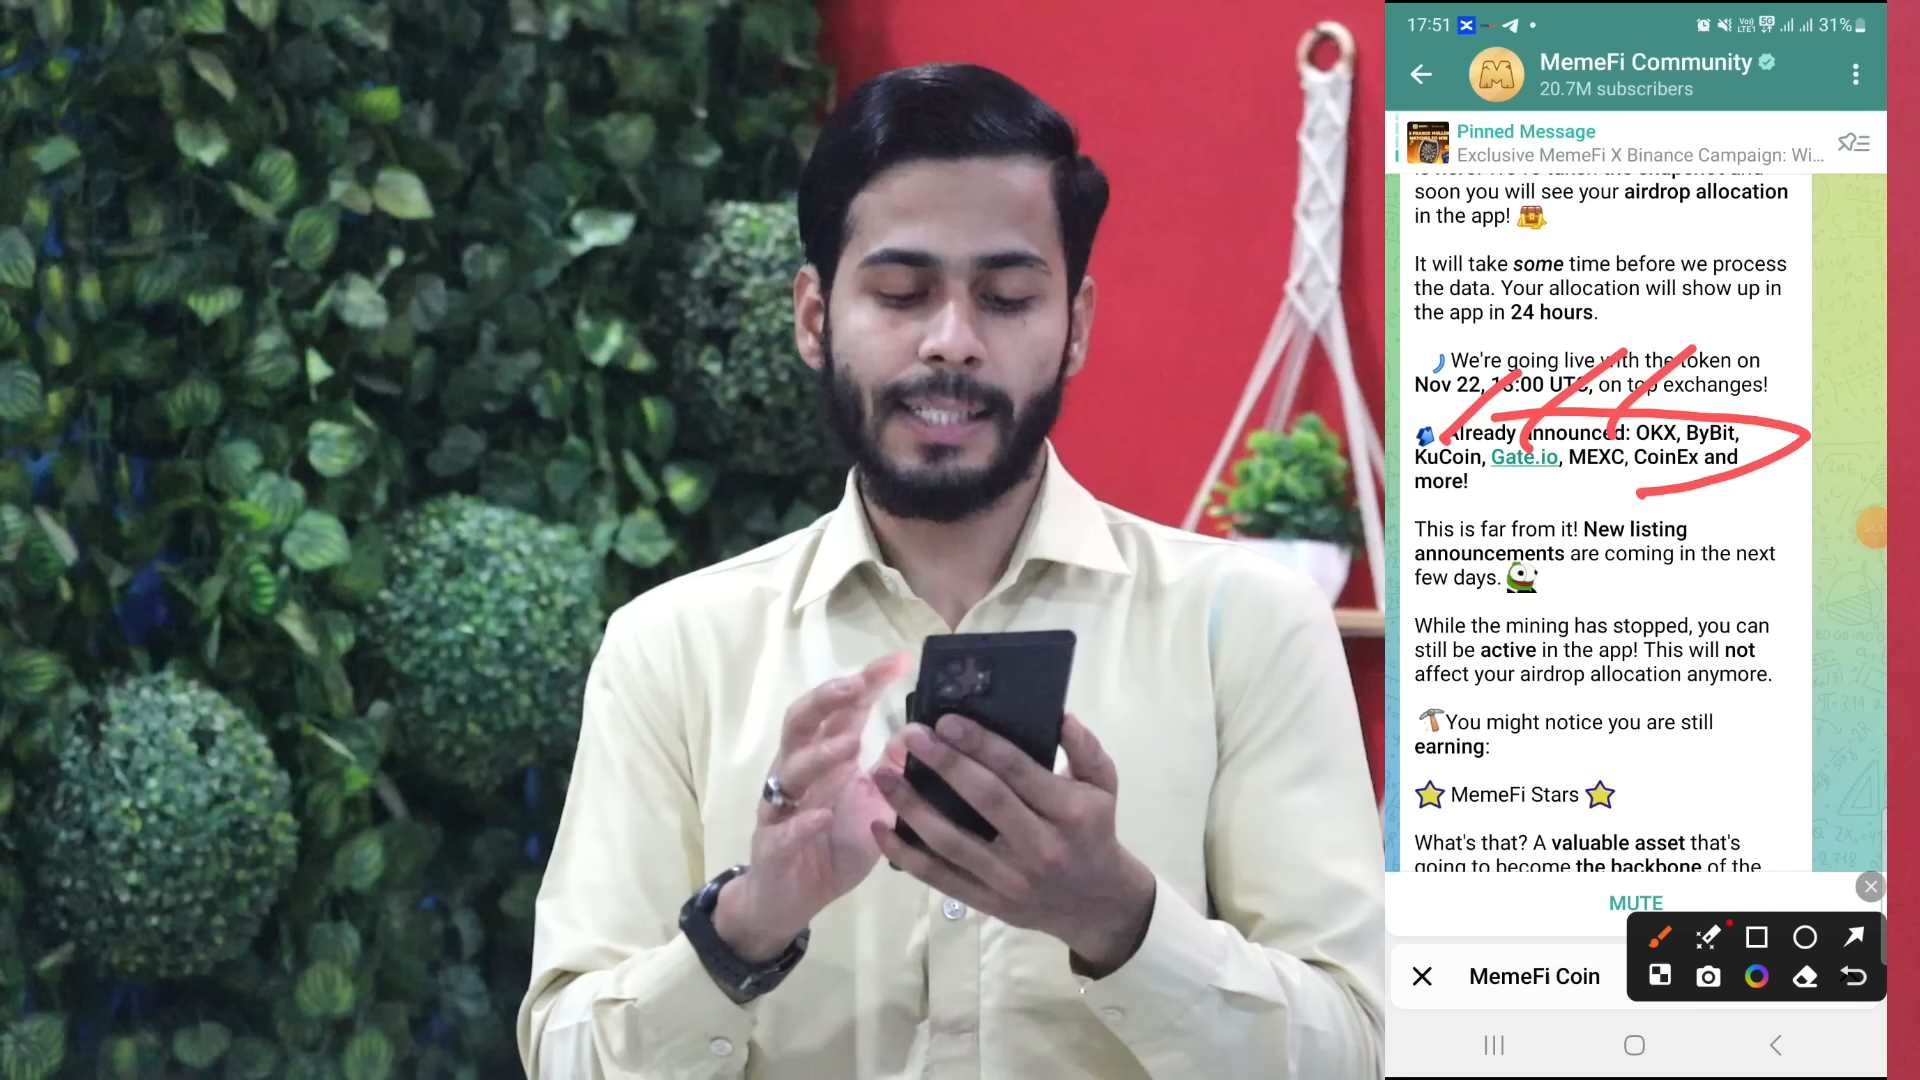 17:51
31%
MemeFi Community
20.7M subscribers
Pinned Message
Exclusive MemeFi X Binance Campaign: Wi...
soon you will see your airdrop allocation
in the app!
It will take some time before we process
the data. Your allocation will show up in
the app in 24 hours.
We're going live with the token on
Nov 22, 13:00 UTC, on top exchanges!
Already announced: OKX, ByBit,
KuCoin, Gate.io, MEXC, CoinEx and
more!
This is far from it! New listing
announcements are coming in the next
few days.
While the mining has stopped, you can
still be active in the app! This will not
affect your airdrop allocation anymore.
You might notice you are still
earning:
MemeFi Stars
What's that? A valuable asset that's
going to become the backbone of the
MUTE
MemeFi Coin